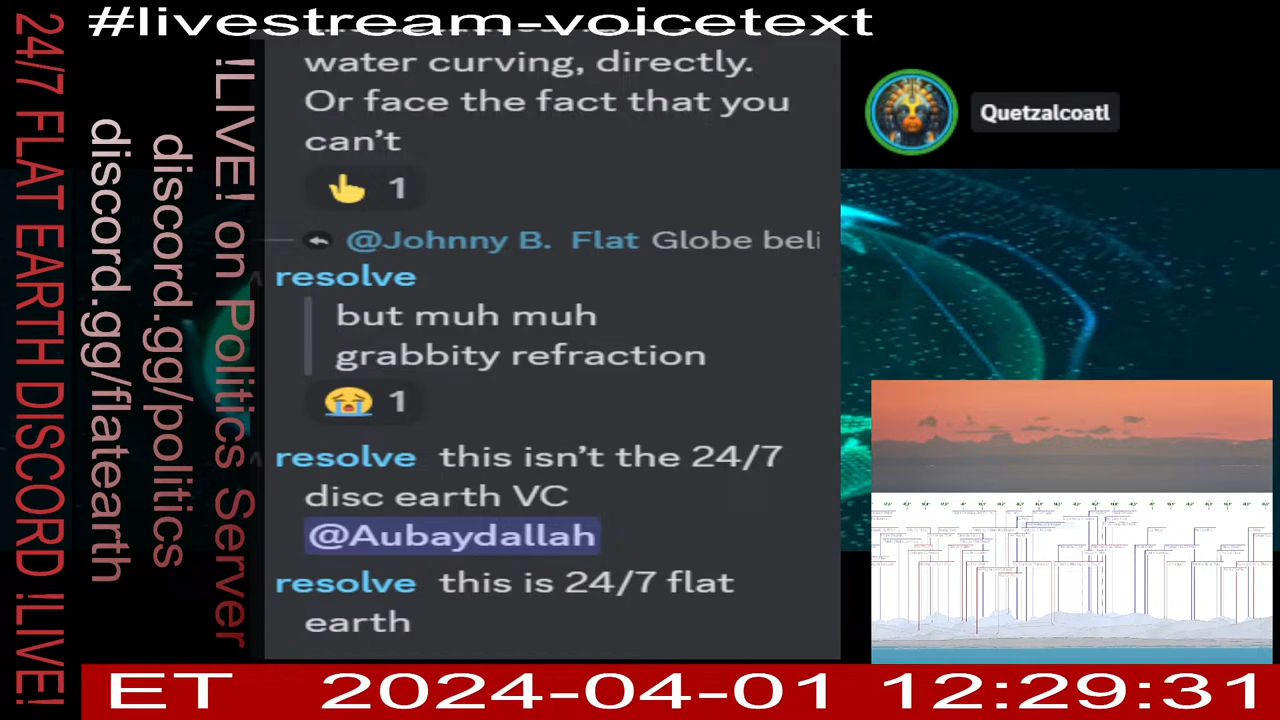 #livestream-voicetext
24/7 FLAT EARTH DISCORD !LIVE!
discord.gg/flatearth
discord.gg/politics
!LIVE! on Politics Server
water curving, directly.
Or face the fact that you
can't
👆 1
@Johnny B. Flat Globe beli
resolve
but muh muh
grabbity refraction
😭 1
resolve this isn't the 24/7
disc earth VC
@Aubaydallah
resolve this is 24/7 flat
earth
Quetzalcoatl
ET 2024-04-01 12:29:31